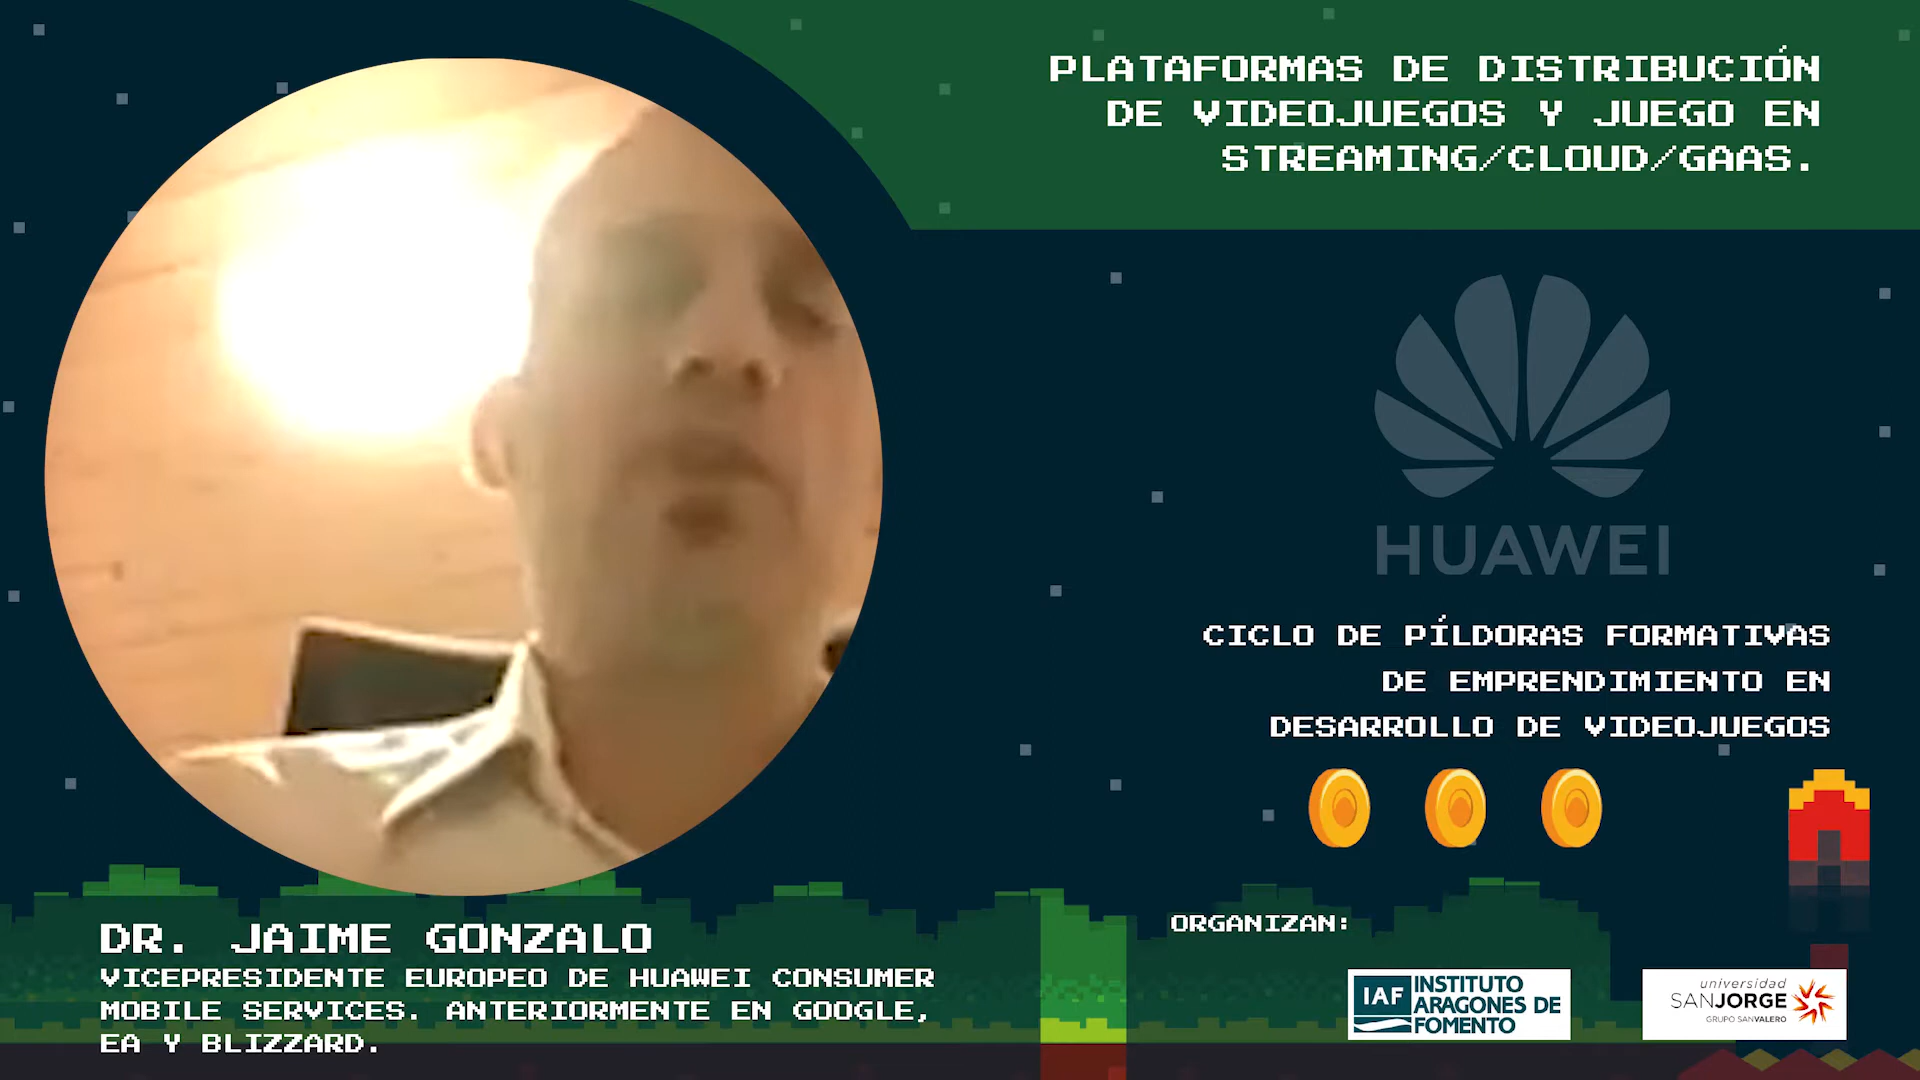 PLATAFORMAS DE DISTRIBUCIÓN
DE VIDEOJUEGOS Y JUEGO EN
STREAMING/CLOUD/GAAS.
HUAWEI
CICLO DE PÍLDORAS FORMATIVAS
DE EMPRENDIMIENTO EN
DESARROLLO DE VIDEOJUEGOS
DR. JAIME GONZALO
VICEPRESIDENTE EUROPEO DE HUAWEI CONSUMER
MOBILE SERVICES. ANTERIORMENTE EN GOOGLE,
EA Y BLIZZARD.
ORGANIZAN:
IAF
INSTITUTO
ARAGONES DE
FOMENTO
universidad
SANJORGE
GRUPO SANVALERO